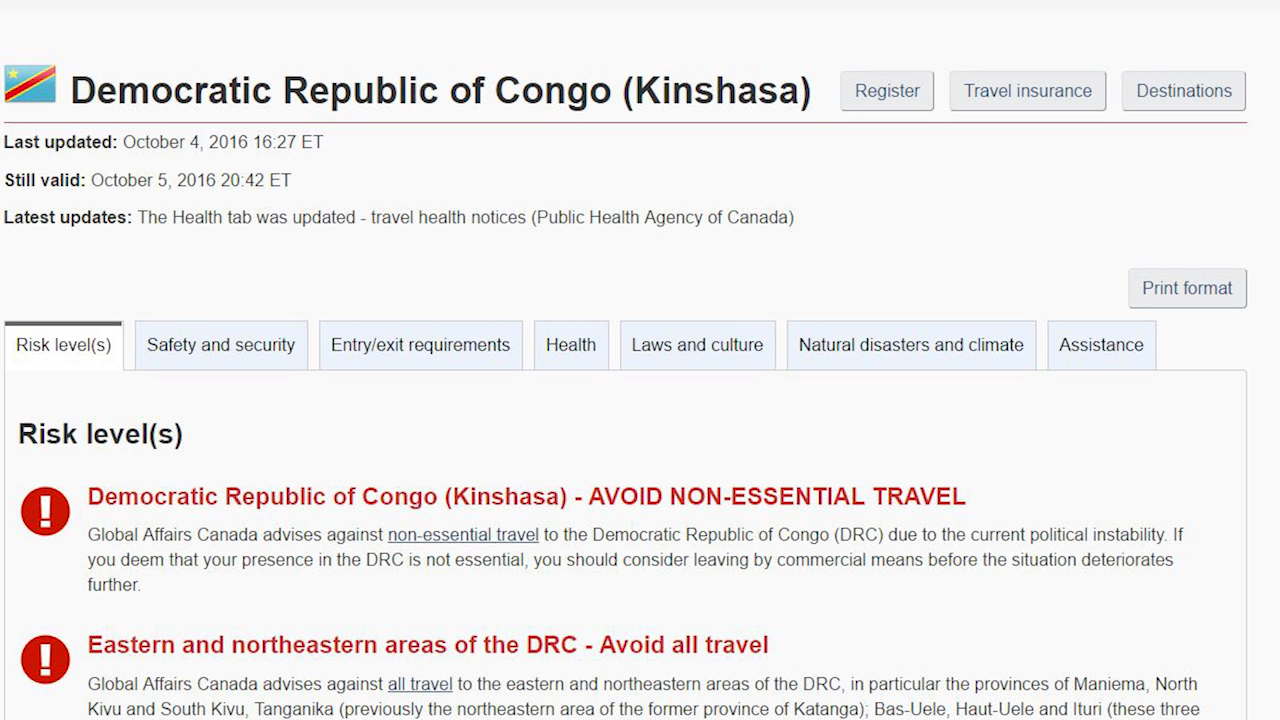 Democratic Republic of Congo (Kinshasa)
Register
Travel insurance
Destinations
Last updated: October 4, 2016 16:27 ET
Still valid: October 5, 2016 20:42 ET
Latest updates: The Health tab was updated - travel health notices (Public Health Agency of Canada)
Print format
Risk level(s)
Safety and security
Entry/exit requirements
Health
Laws and culture
Natural disasters and climate
Assistance
Risk level(s)
Democratic Republic of Congo (Kinshasa) - AVOID NON-ESSENTIAL TRAVEL
Global Affairs Canada advises against non-essential travel to the Democratic Republic of Congo (DRC) due to the current political instability. If
you deem that your presence in the DRC is not essential, you should consider leaving by commercial means before the situation deteriorates
further.
Eastern and northeastern areas of the DRC - Avoid all travel
Global Affairs Canada advises against all travel to the eastern and northeastern areas of the DRC, in particular the provinces of Maniema, North
Kivu and South Kivu, Tanganika (previously the northeastern area of the former province of Katanga); Bas-Uele, Haut-Uele and Ituri (these three